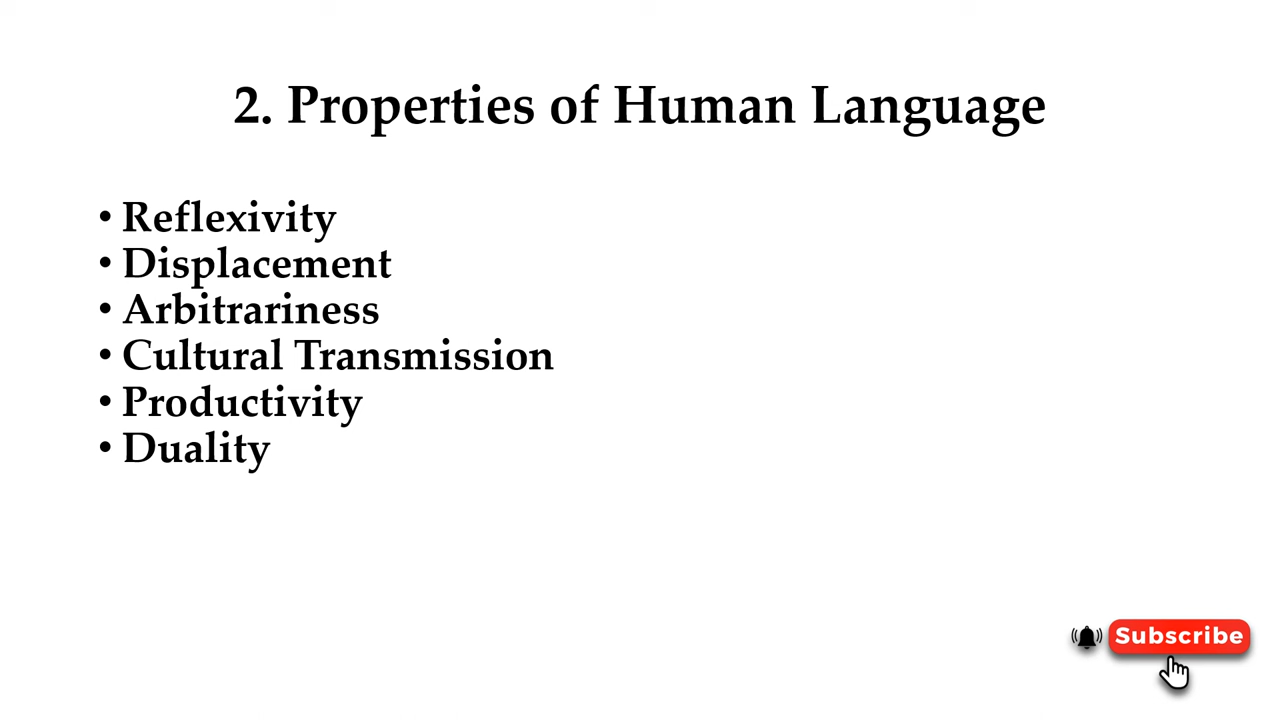 2. Properties of Human Language
• Reflexivity
• Displacement
• Arbitrariness
• Cultural Transmission
• Productivity
• Duality
Subscribe